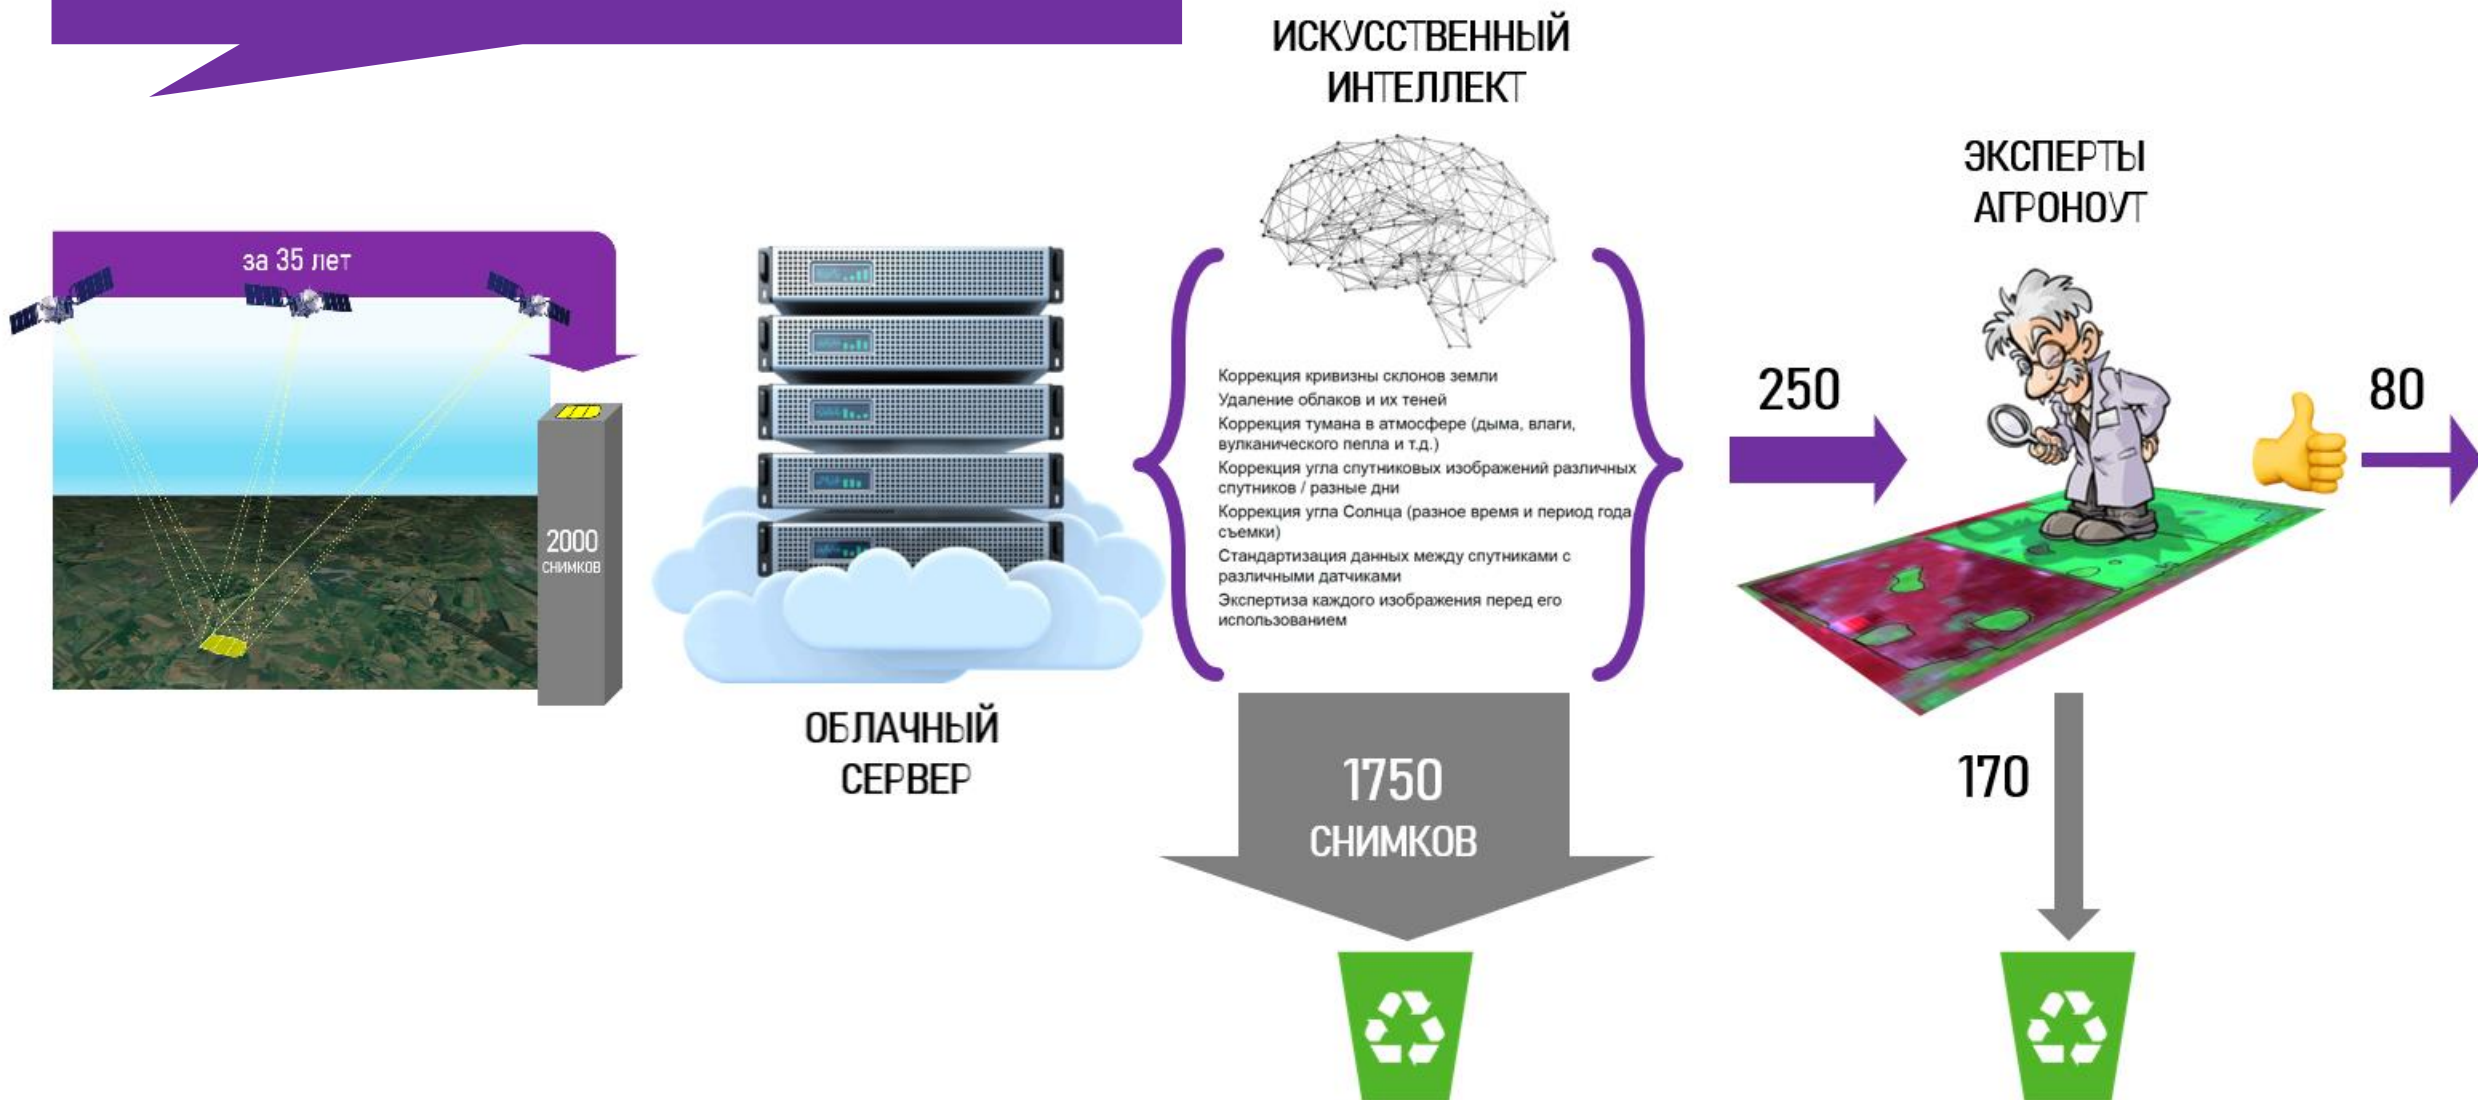 за 35 лет
2000
СНИМКОВ
ОБЛАЧНЫЙ
СЕРВЕР
ИСКУССТВЕННЫЙ
ИНТЕЛЛЕКТ
Коррекция кривизны склонов земли
Удаление облаков и их теней
Коррекция тумана в атмосфере (дыма, влаги,
вулканического пепла и т.д.)
Коррекция угла спутниковых изображений различных
спутников / разные дни
Коррекция угла Солнца (разное время и период года
съемки)
Стандартизация данных между спутниками с
различными датчиками
Экспертиза каждого изображения перед его
использованием
1750
СНИМКОВ
250
ЭКСПЕРТЫ
АГРОНОУТ
80
170